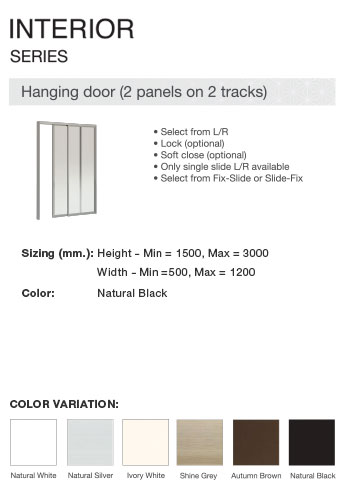 INTERIOR
SERIES
Hanging door (2 panels on 2 tracks)
• Select from L/R
• Lock (optional)
• Soft close (optional)
• Only single slide L/R available
• Select from Fix-Slide or Slide-Fix
Sizing (mm.): Height - Min = 1500, Max = 3000
Width - Min =500, Max = 1200
Color: Natural Black
COLOR VARIATION:
Natural White Natural Silver Ivory White Shine Grey Autumn Brown Natural Black